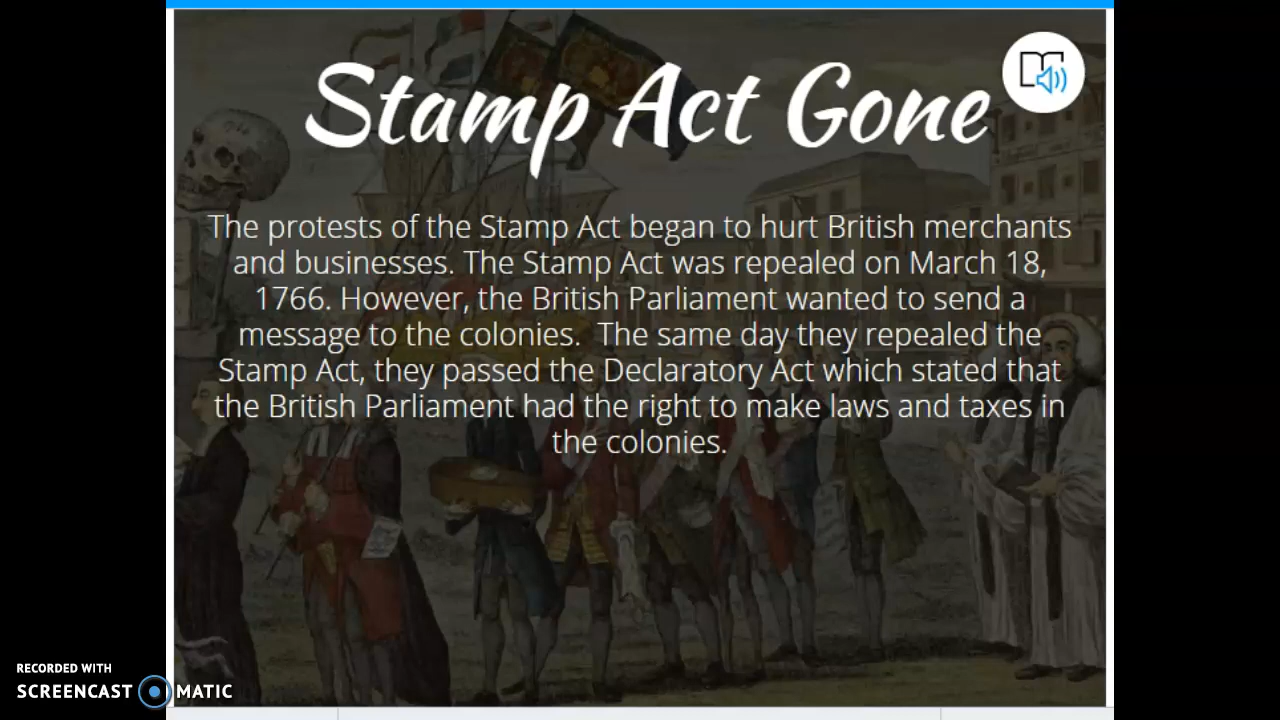 Stamp Act Gone
The protests of the Stamp Act began to hurt British merchants
and businesses. The Stamp Act was repealed on March 18,
1766. However, the British Parliament wanted to send a
message to the colonies.  The same day they repealed the
Stamp Act, they passed the Declaratory Act which stated that
the British Parliament had the right to make laws and taxes in
the colonies.
RECORDED WITH
SCREENCAST MATIC